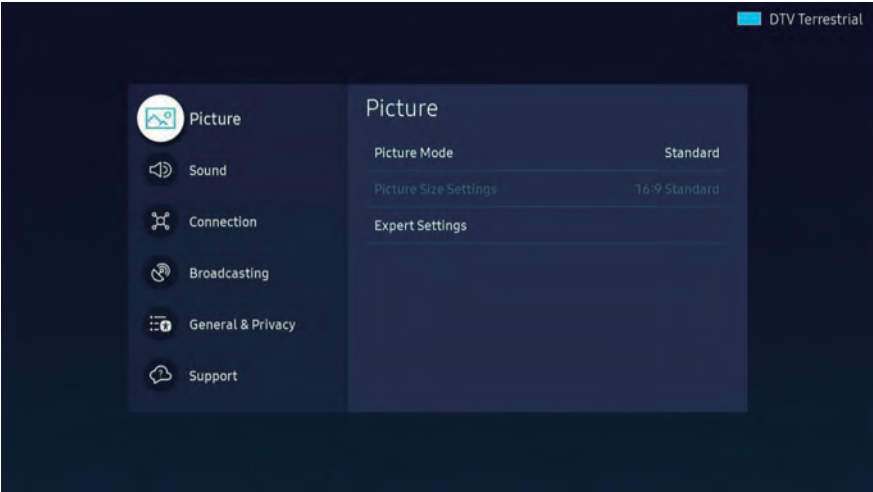 DTV Terrestrial
Picture
Sound
Connection
Broadcasting
General & Privacy
Support
Picture
Picture Mode Standard
Picture Size Settings 16:9 Standard
Expert Settings